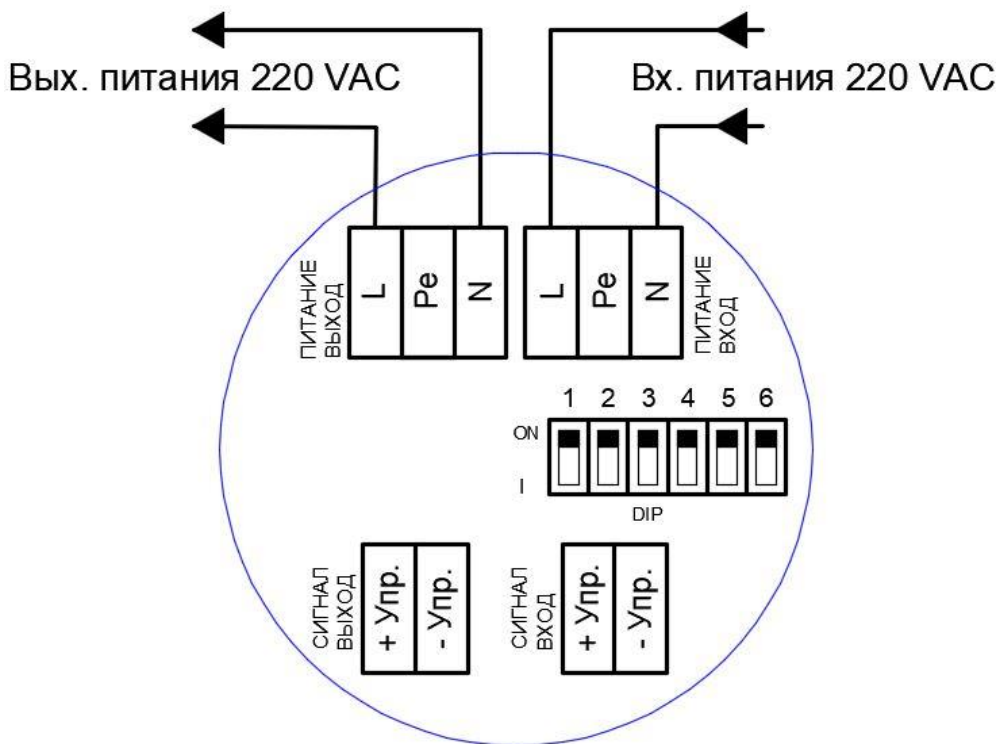 Вых. питания 220 VAC
Вх. питания 220 VAC
ПИТАНИЕ
ВЫХОД
L
Pe
N
L
Pe
N
ПИТАНИЕ
ВХОД
1 2 3 4 5 6
ON
I
DIP
СИГНАЛ
ВЫХОД
+ Упр.
- Упр.
СИГНАЛ
ВХОД
+ Упр.
- Упр.